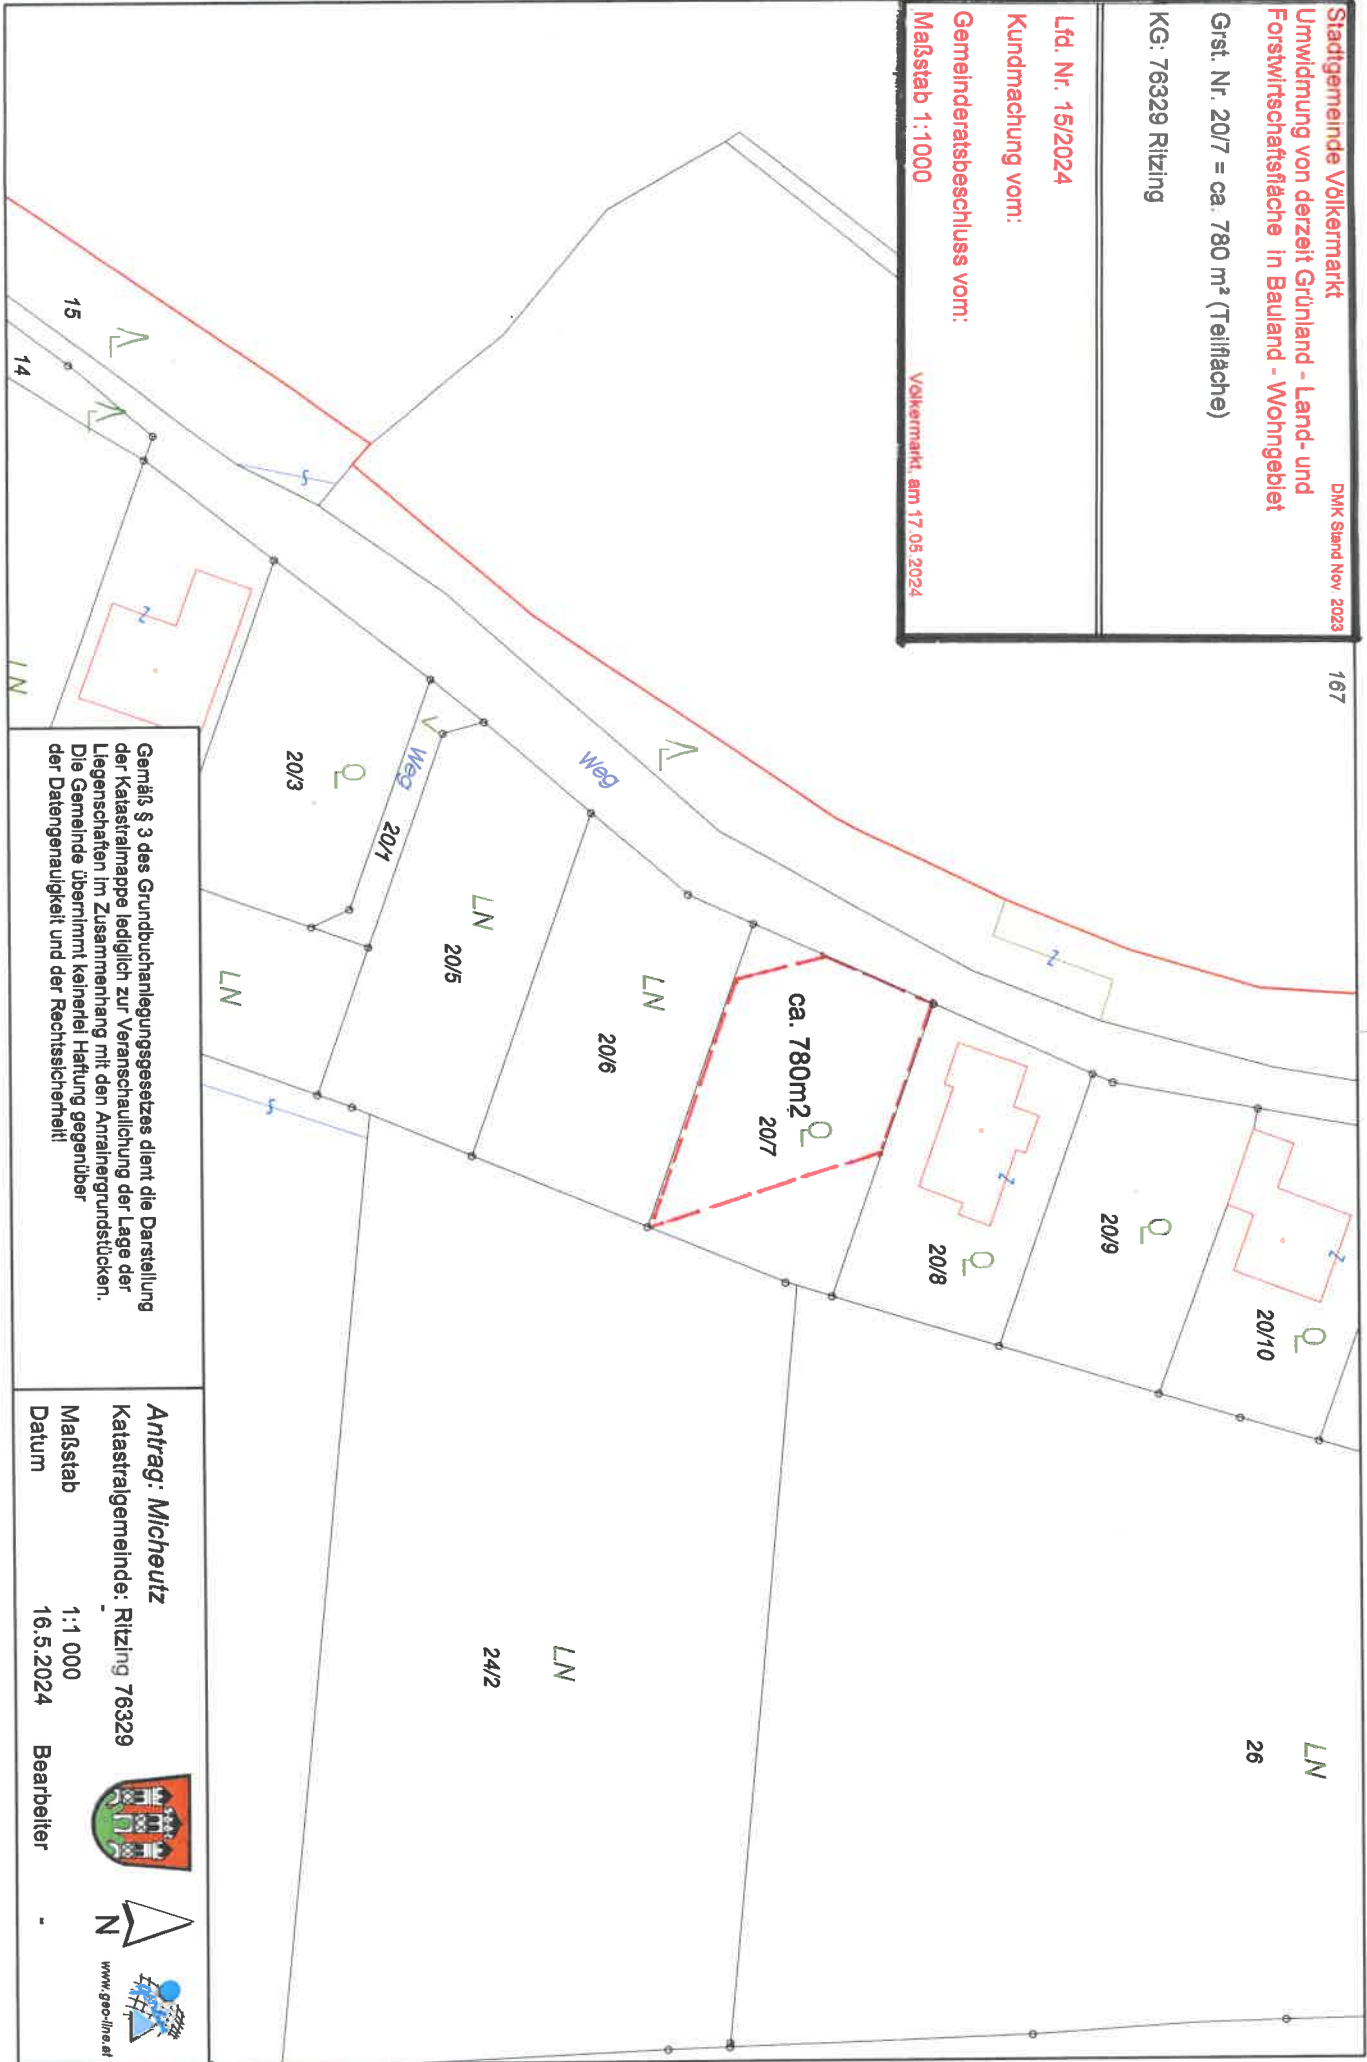 Stadtgemeinde Völkermarkt
DMK Stand Nov. 2023
Umwidmung von derzeit Grünland - Land- und
Forstwirtschaftsfläche in Bauland - Wohngebiet
Grst. Nr. 20/7 = ca. 780 m² (Teilfläche)
KG: 76329 Ritzing
Lfd. Nr. 15/2024
Kundmachung vom:
Gemeinderatsbeschluss vom:
Maßstab 1:1000
Völkermarkt, am 17.05.2024
167
LN
26
20/10
20/9
20/8
ca. 780m2
20/7
LN
20/6
LN
20/5
LN
24/2
Weg
Weg
20/1
20/3
LN
LN
15
14
Gemäß § 3 des Grundbuchanlegungsgesetzes dient die Darstellung
der Katastralmappe lediglich zur Veranschaulichung der Lage der
Liegenschaften im Zusammenhang mit den Anrainergrundstücken.
Die Gemeinde übernimmt keinerlei Haftung gegenüber
der Datengenauigkeit und der Rechtssicherheit!
Antrag: Micheutz
Katastralgemeinde: Ritzing 76329
-
Maßstab 1:1 000
Datum 16.5.2024 Bearbeiter -
N
www.geo-line.at